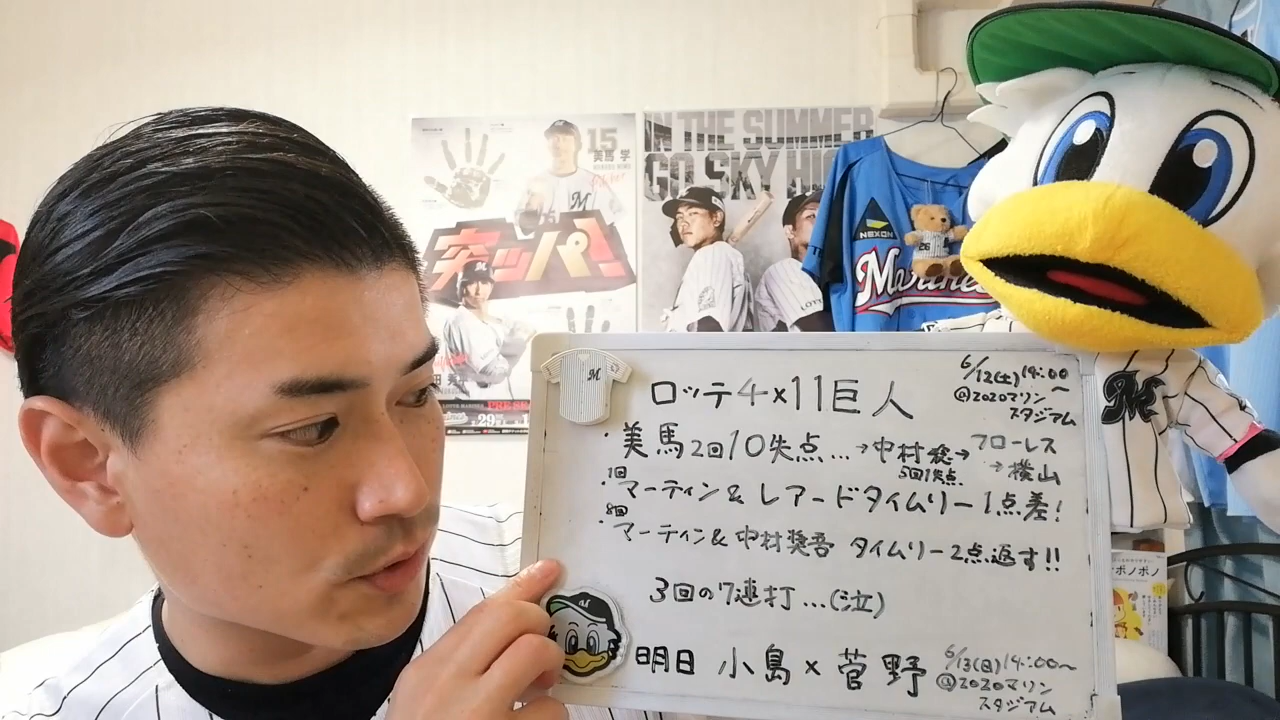 15
美馬 学
突ッパ!
IN THE SUMMER
GO SKY HI
NEXON
Marines
26
M
ロッテ4×11巨人
6/12(土)14:00~
@ZOZOマリン
スタジアム
・美馬2回10失点…→中村稔→フローレス
5回1失点
→横山
1回
・マーティン&レアードタイムリー1点差!
8回
・マーティン&中村奨吾 タイムリー2点返す!!
3回の7連打…(泣)
明日 小島×菅野
6/13(日)14:00~
@ZOZOマリン
スタジアム
ポノポノ